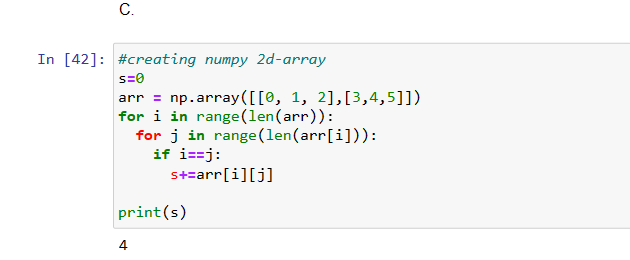 C.
In [42]: #creating numpy 2d-array
s=0
arr = np.array([[0, 1, 2],[3,4,5]])
for i in range(len(arr)):
  for j in range(len(arr[i])):
    if i==j:
      s+=arr[i][j]

print(s)
4